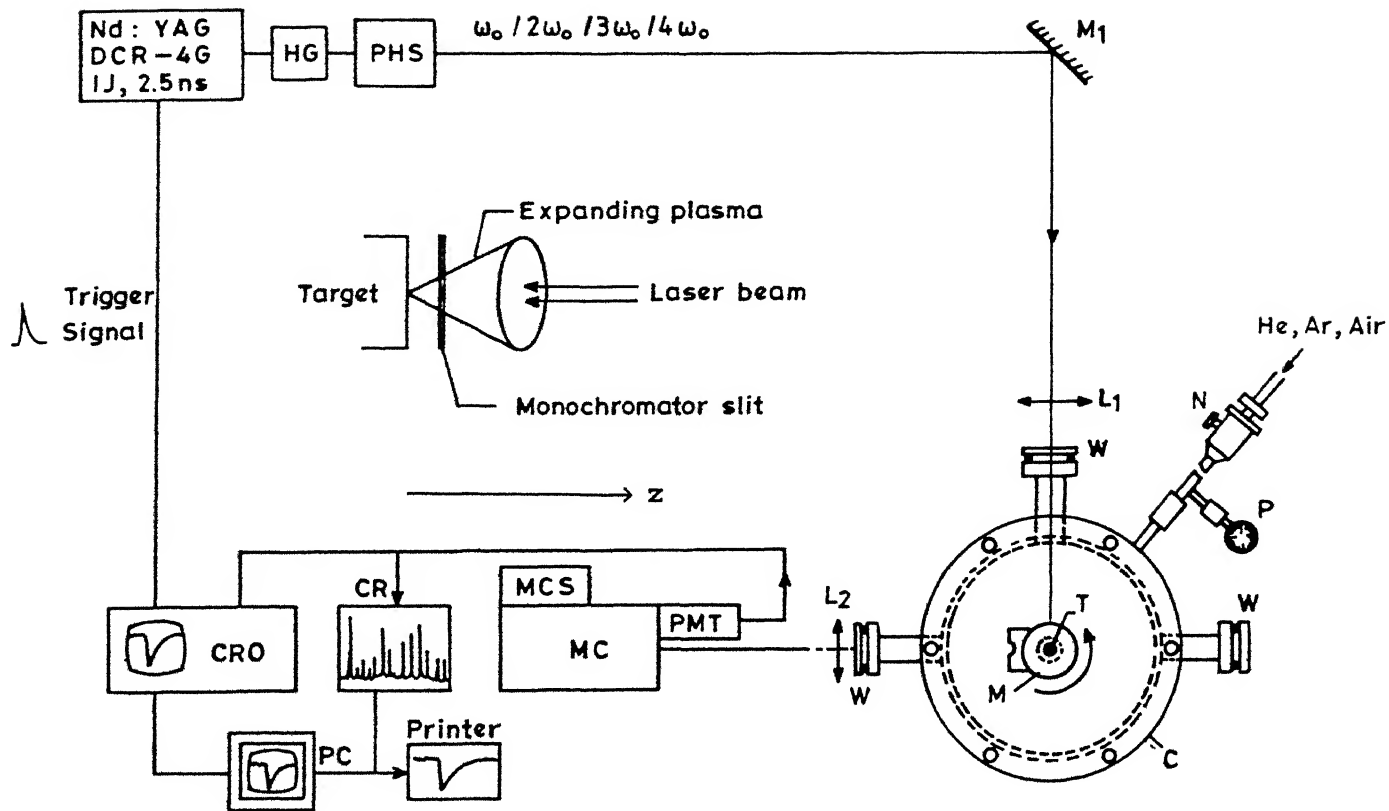 Nd: YAG
DCR-4G
IJ, 2.5ns
HG
PHS
ω₀/2ω₀/3ω₀/4ω₀
M₁
Expanding plasma
Target
Laser beam
Trigger
Signal
Monochromator slit
He, Ar, Air
L₁
N
W
z
P
CR
MCS
PMT
MC
CRO
L₂
W
T
W
M
C
PC
Printer